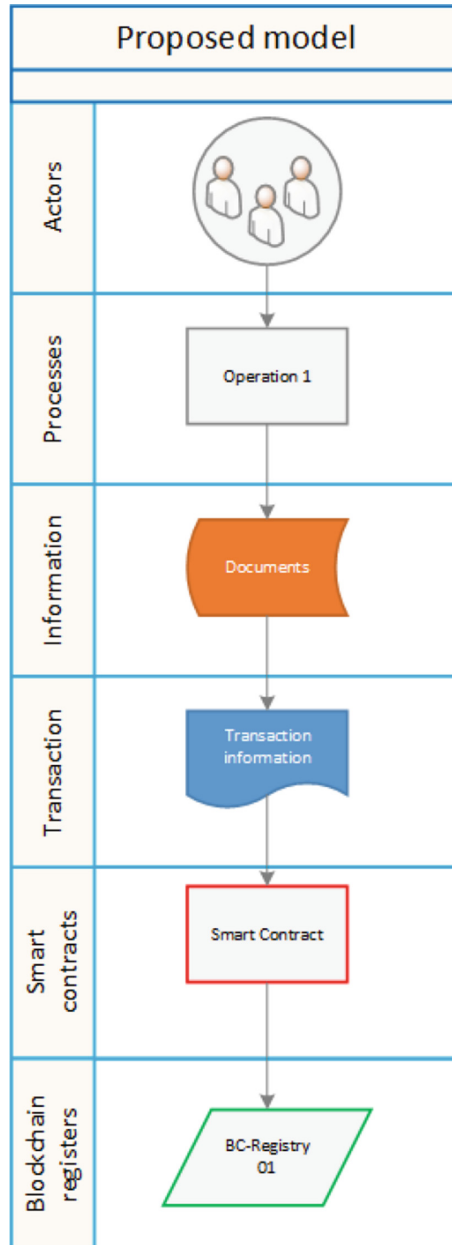 Proposed model
Actors
Processes
Operation 1
Information
Documents
Transaction
Transaction
information
Smart
contracts
Smart Contract
Blockchain
registers
BC-Registry
01